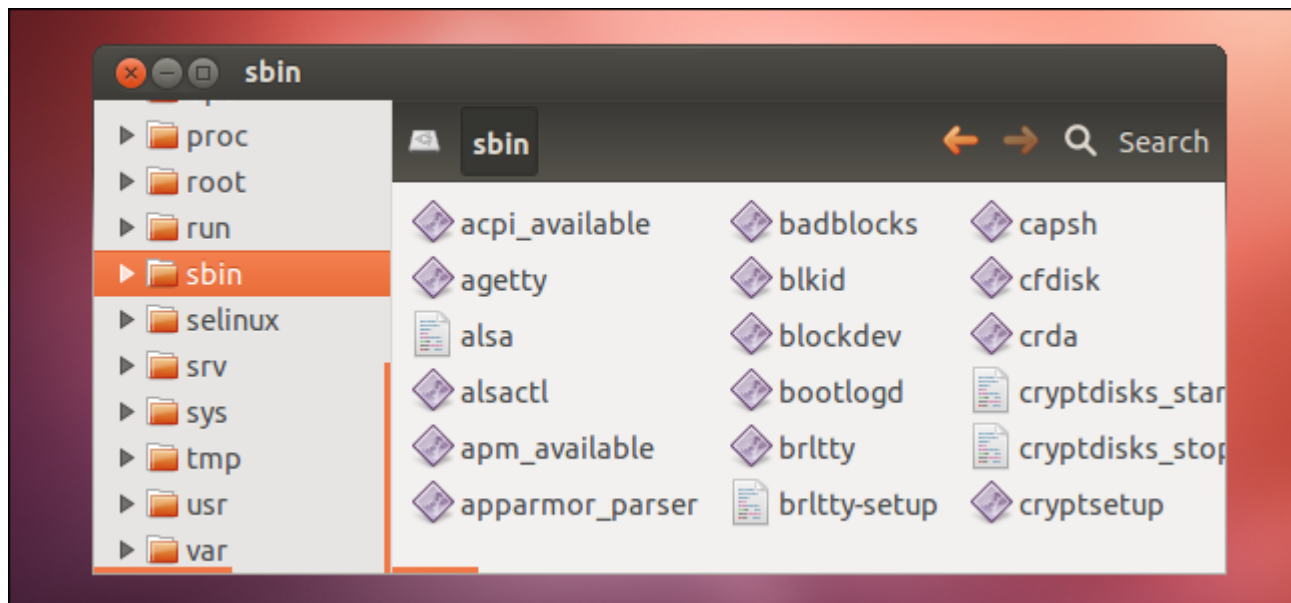 sbin
proc
root
run
sbin
selinux
srv
sys
tmp
usr
var
sbin
Search
acpi_available
agetty
alsa
alsactl
apm_available
apparmor_parser
badblocks
blkid
blockdev
bootlogd
brltty
brltty-setup
capsh
cfdisk
crda
cryptdisks_star
cryptdisks_stop
cryptsetup